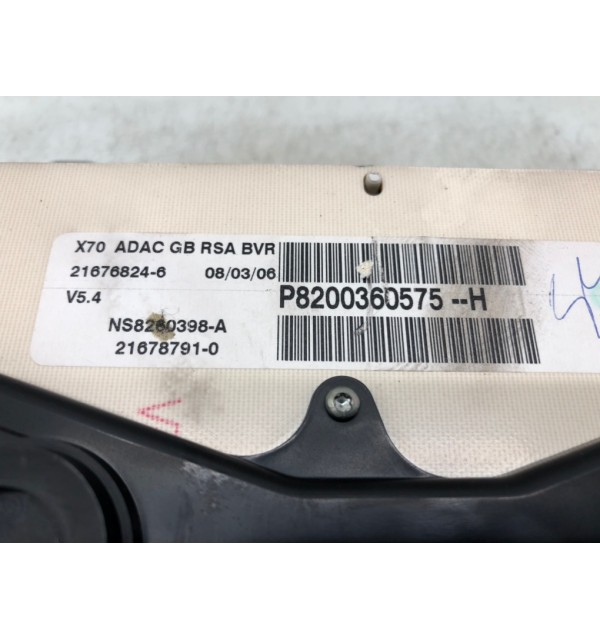 X70 ADAC GB RSA BVR
21676824-6 08/03/06
V5.4
P8200360575 --H
NS8260398-A
21678791-0